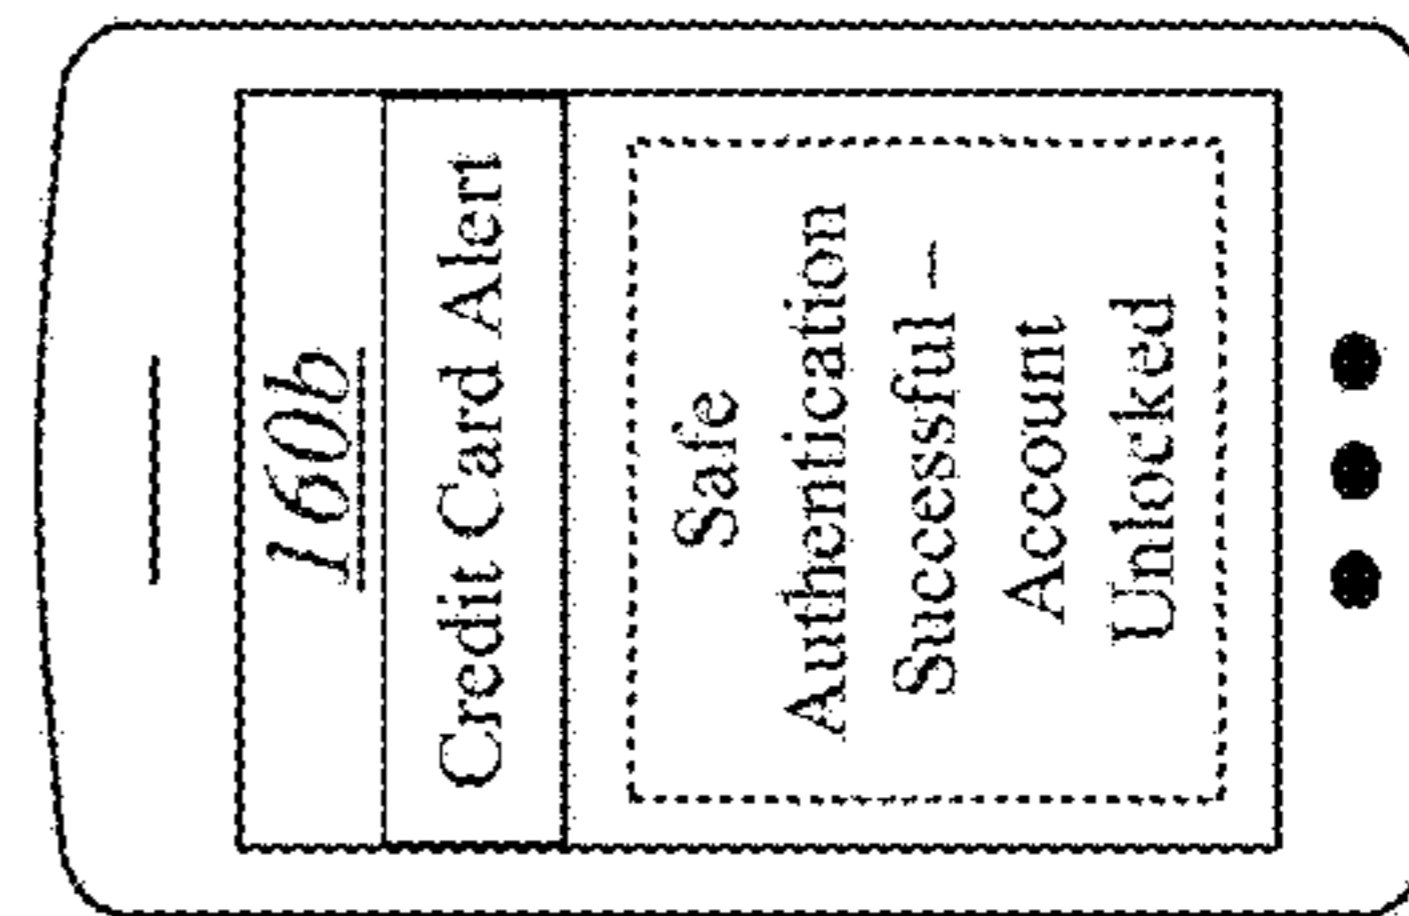 160b
Credit Card Alert
Safe
Authentication
Successful –
Account
Unlocked